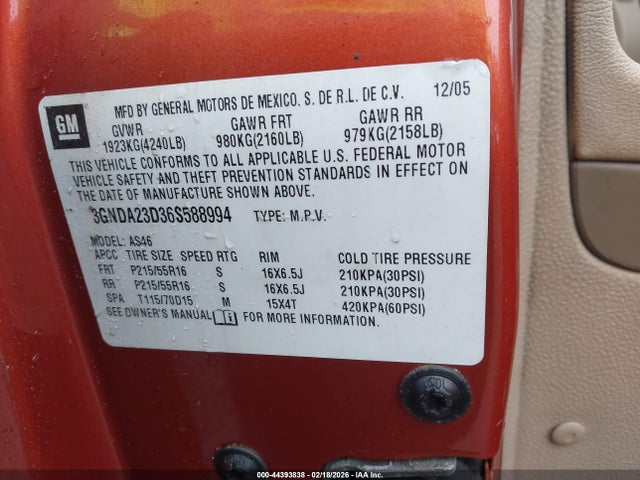 GM
MFD BY GENERAL MOTORS DE MEXICO. S. DE R.L. DE C.V. 12/05
GVWR GAWR FRT GAWR RR
1923KG(4240LB) 980KG(2160LB) 979KG(2158LB)
THIS VEHICLE CONFORMS TO ALL APPLICABLE U.S. FEDERAL MOTOR
VEHICLE SAFETY AND THEFT PREVENTION STANDARDS IN EFFECT ON
THE DATE OF MANUFACTURE SHOWN ABOVE.
3GNDA23D36S588994 TYPE: M.P.V.
MODEL: AS46
APCC TIRE SIZE SPEED RTG RIM COLD TIRE PRESSURE
FRT P215/55R16 S 16X6.5J 210KPA(30PSI)
RR P215/55R16 S 16X6.5J 210KPA(30PSI)
SPA T115/70D15 M 15X4T 420KPA(60PSI)
SEE OWNER'S MANUAL FOR MORE INFORMATION.
000-44393838 - 02/18/2026 - Copyright © 2026 IAA, LLC